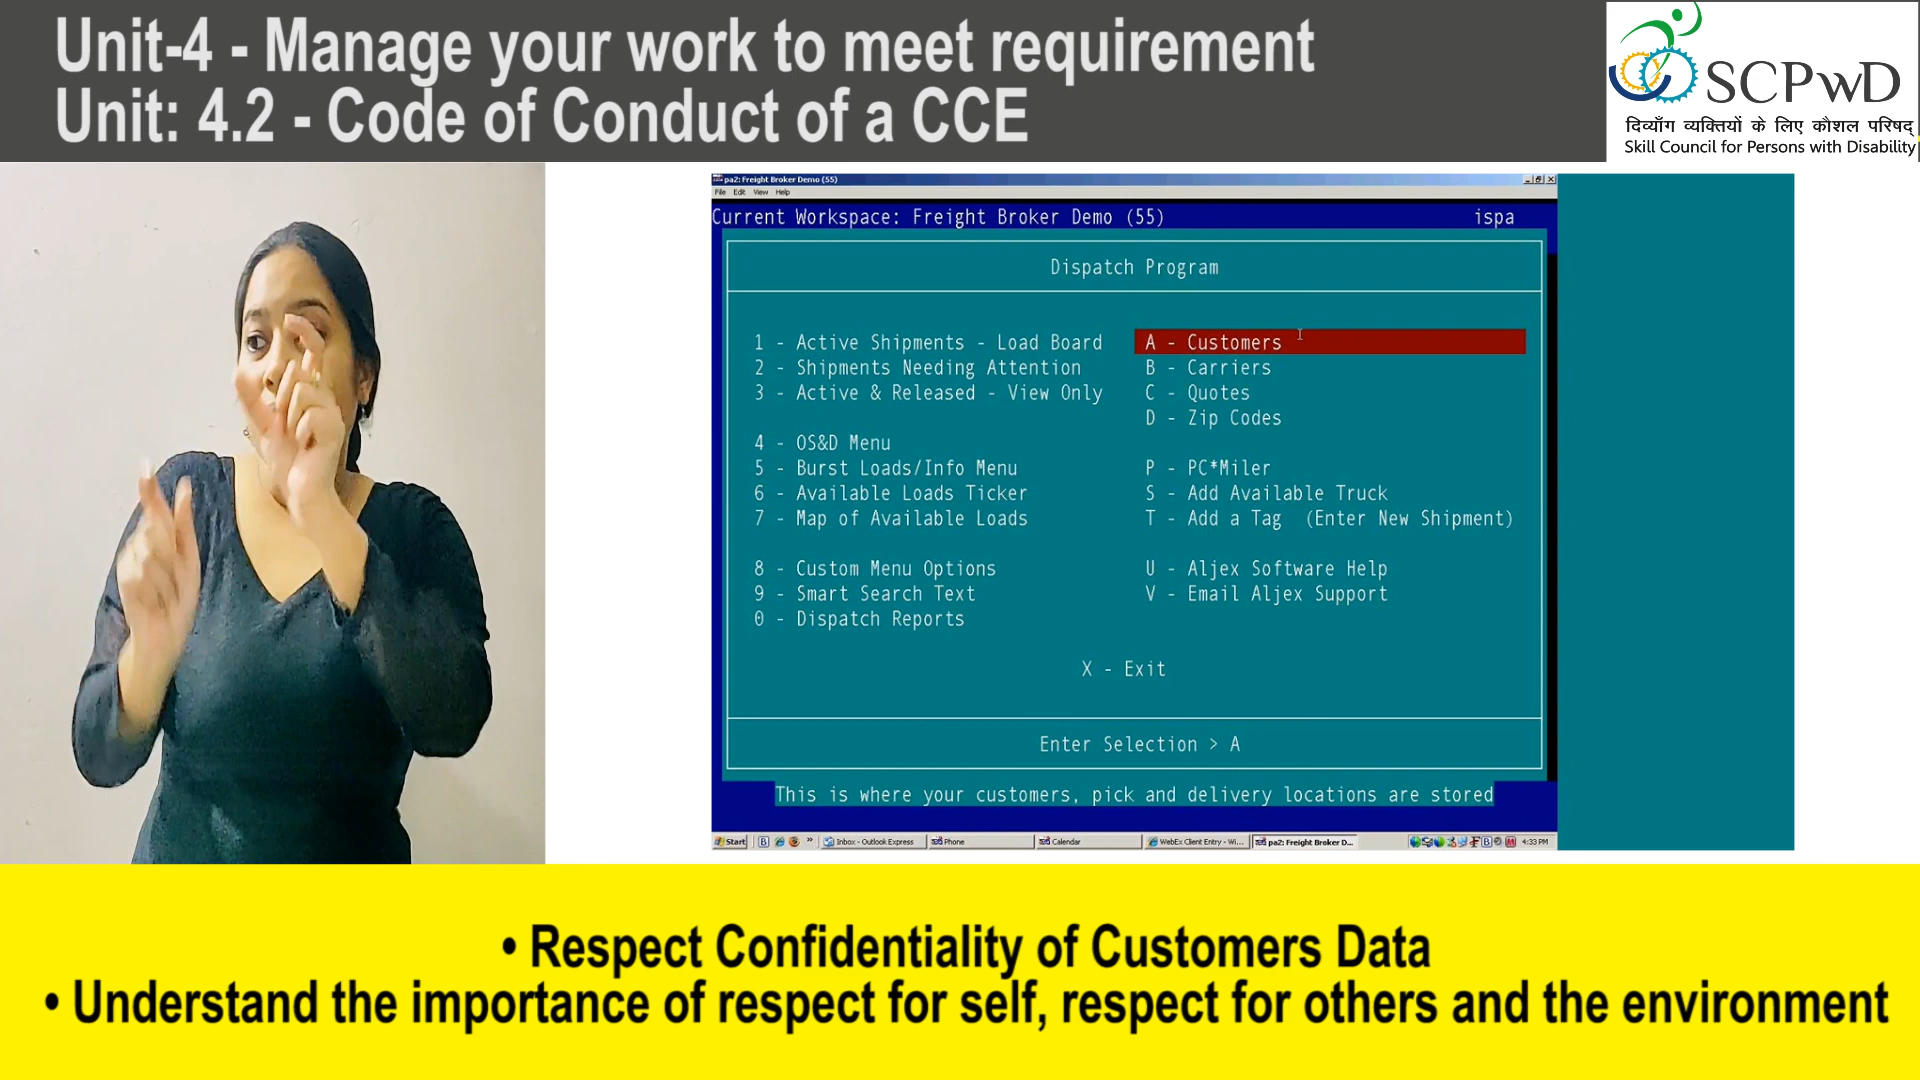 Unit-4 - Manage your work to meet requirement
Unit: 4.2 - Code of Conduct of a CCE
SCPwD
दिव्याँग व्यक्तियों के लिए कौशल परिषद्
Skill Council for Persons with Disability
pa2: Freight Broker Demo (55)
File Edit View Help
Current Workspace: Freight Broker Demo (55) ispa
Dispatch Program
1 - Active Shipments - Load Board A - Customers
2 - Shipments Needing Attention B - Carriers
3 - Active & Released - View Only C - Quotes
D - Zip Codes
4 - OS&D Menu
5 - Burst Loads/Info Menu P - PC*Miler
6 - Available Loads Ticker S - Add Available Truck
7 - Map of Available Loads T - Add a Tag (Enter New Shipment)
8 - Custom Menu Options U - Aljex Software Help
9 - Smart Search Text V - Email Aljex Support
0 - Dispatch Reports
X - Exit
Enter Selection > A
This is where your customers, pick and delivery locations are stored
Start Inbox - Outlook Express Phone Calendar WebEx Client Entry - Wi... pa2: Freight Broker D... 4:33 PM
• Respect Confidentiality of Customers Data
• Understand the importance of respect for self, respect for others and the environment